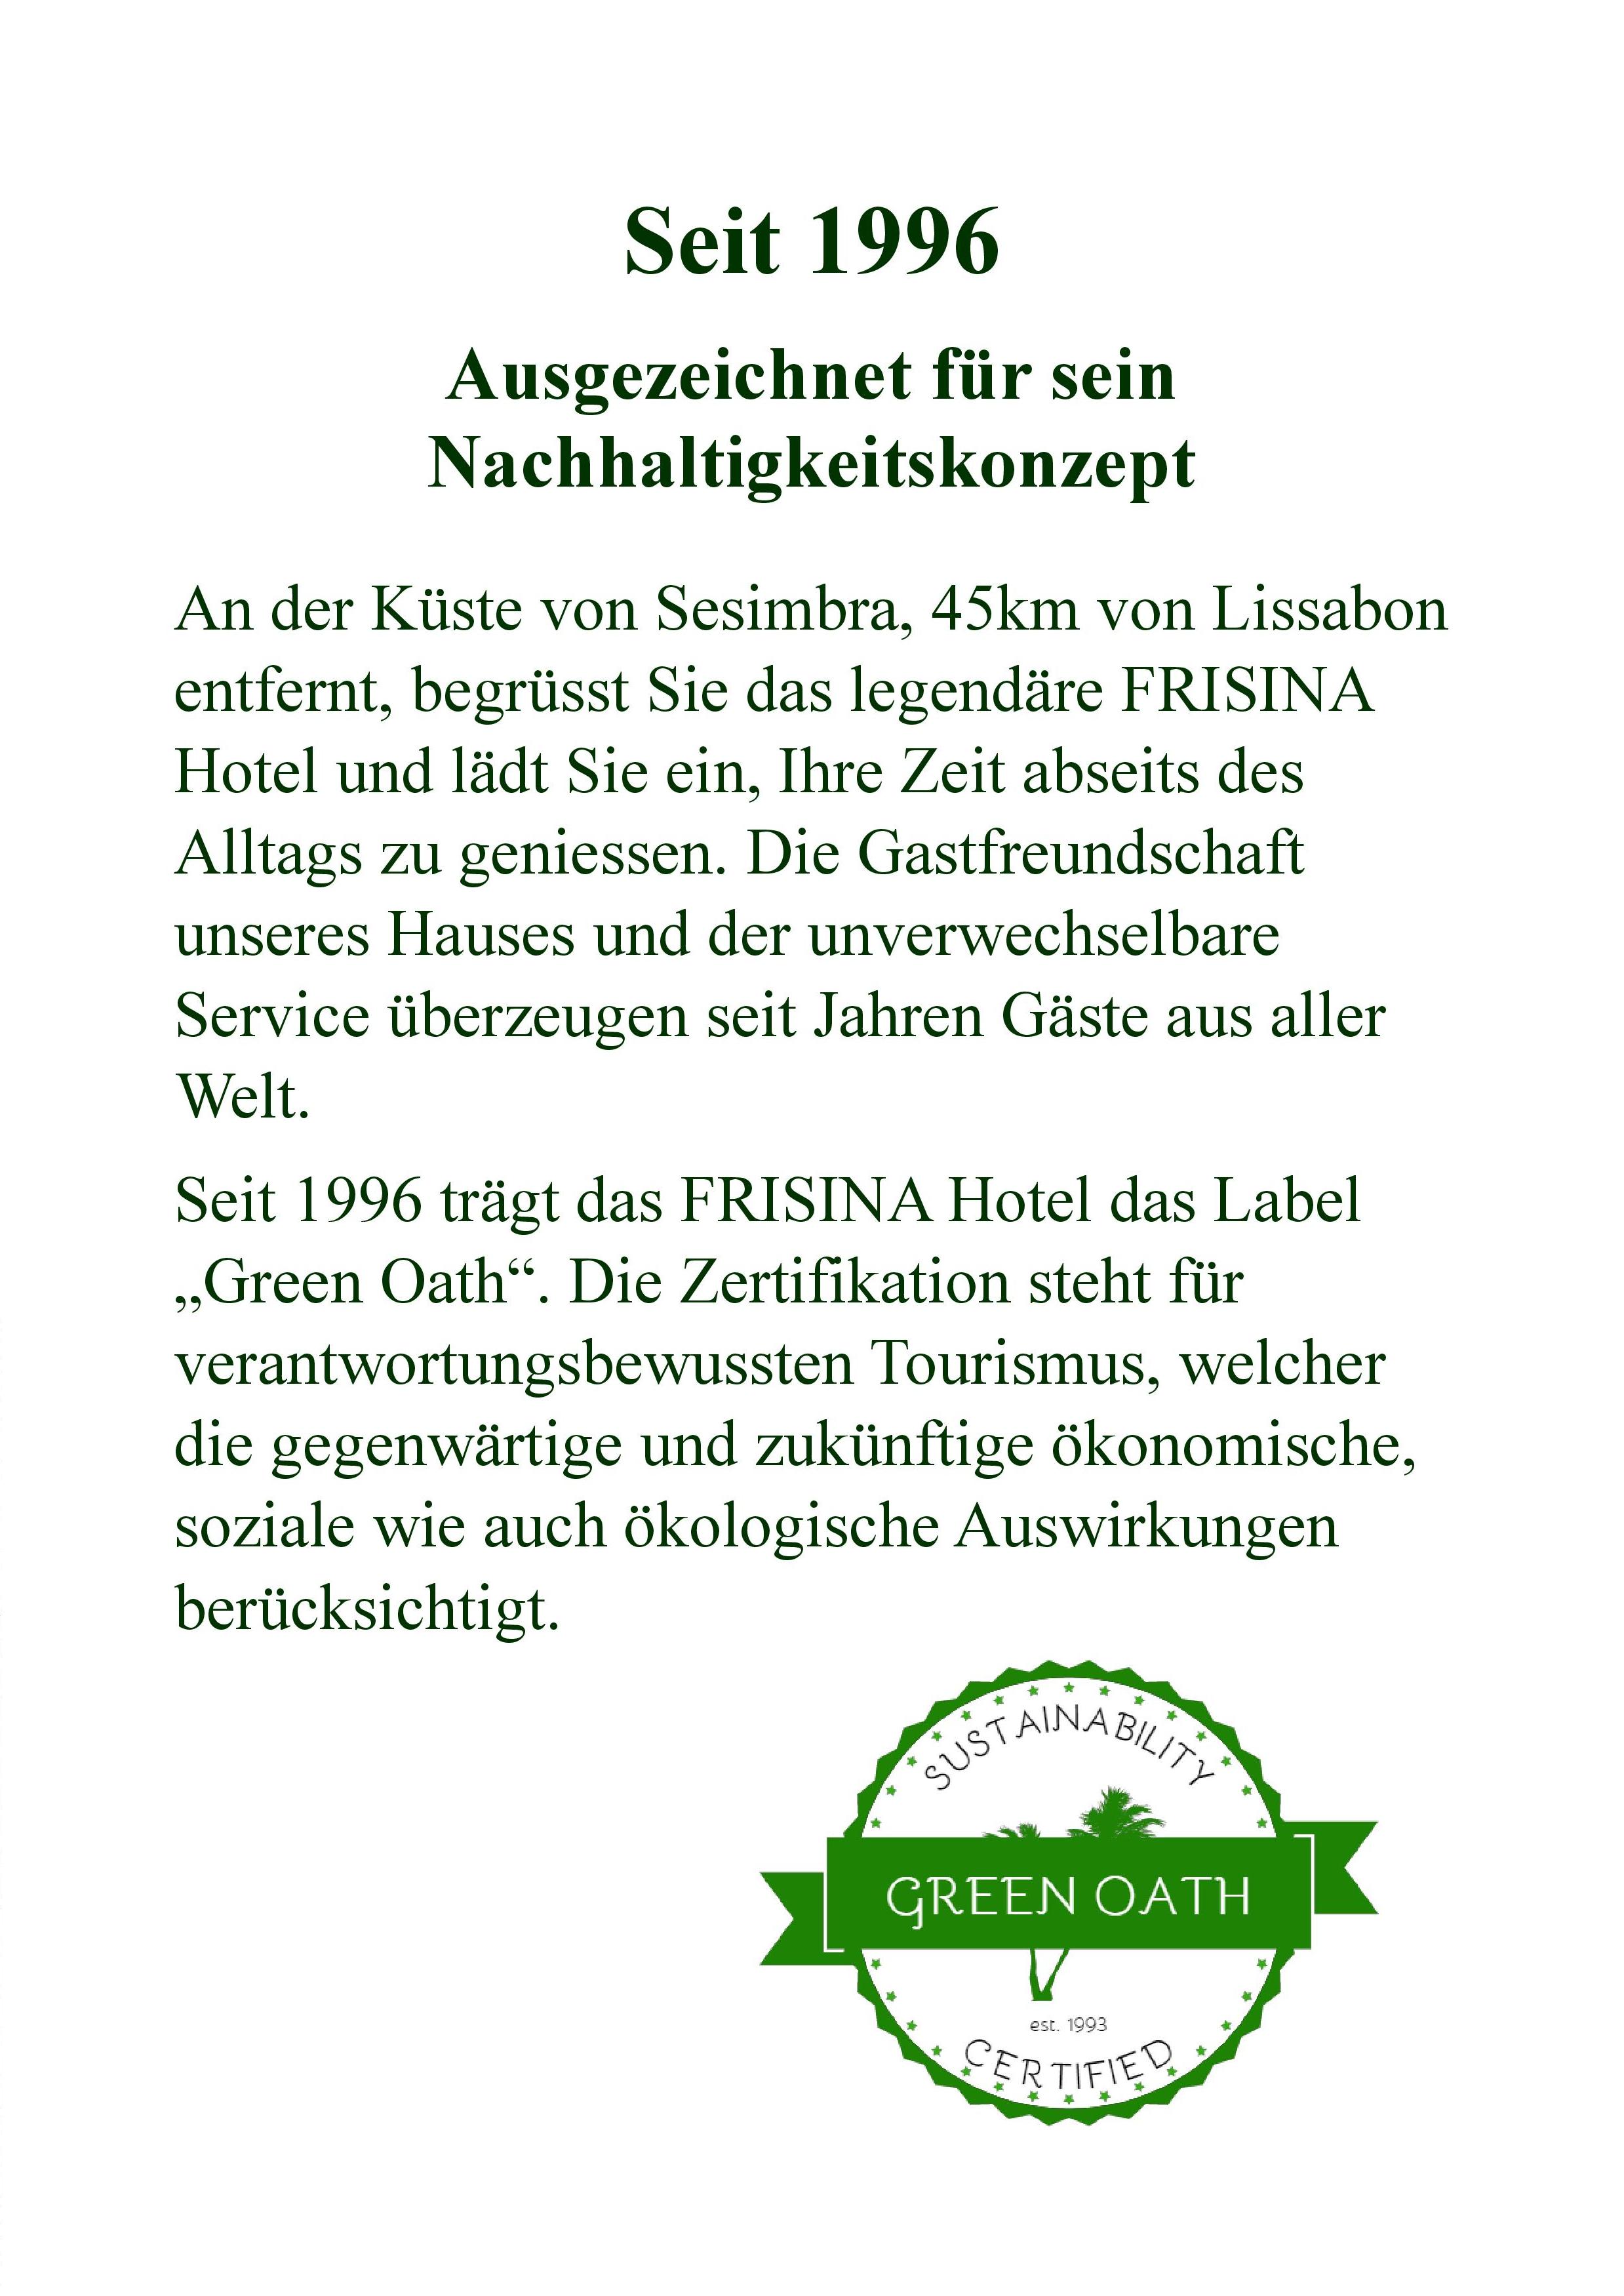 Seit 1996
Ausgezeichnet für sein
Nachhaltigkeitskonzept
An der Küste von Sesimbra, 45km von Lissabon
entfernt, begrüsst Sie das legendäre FRISINA
Hotel und lädt Sie ein, Ihre Zeit abseits des
Alltags zu geniessen. Die Gastfreundschaft
unseres Hauses und der unverwechselbare
Service überzeugen seit Jahren Gäste aus aller
Welt.
Seit 1996 trägt das FRISINA Hotel das Label
„Green Oath“. Die Zertifikation steht für
verantwortungsbewussten Tourismus, welcher
die gegenwärtige und zukünftige ökonomische,
soziale wie auch ökologische Auswirkungen
berücksichtigt.
SUSTAINABILITY
GREEN OATH
est. 1993
CERTIFIED